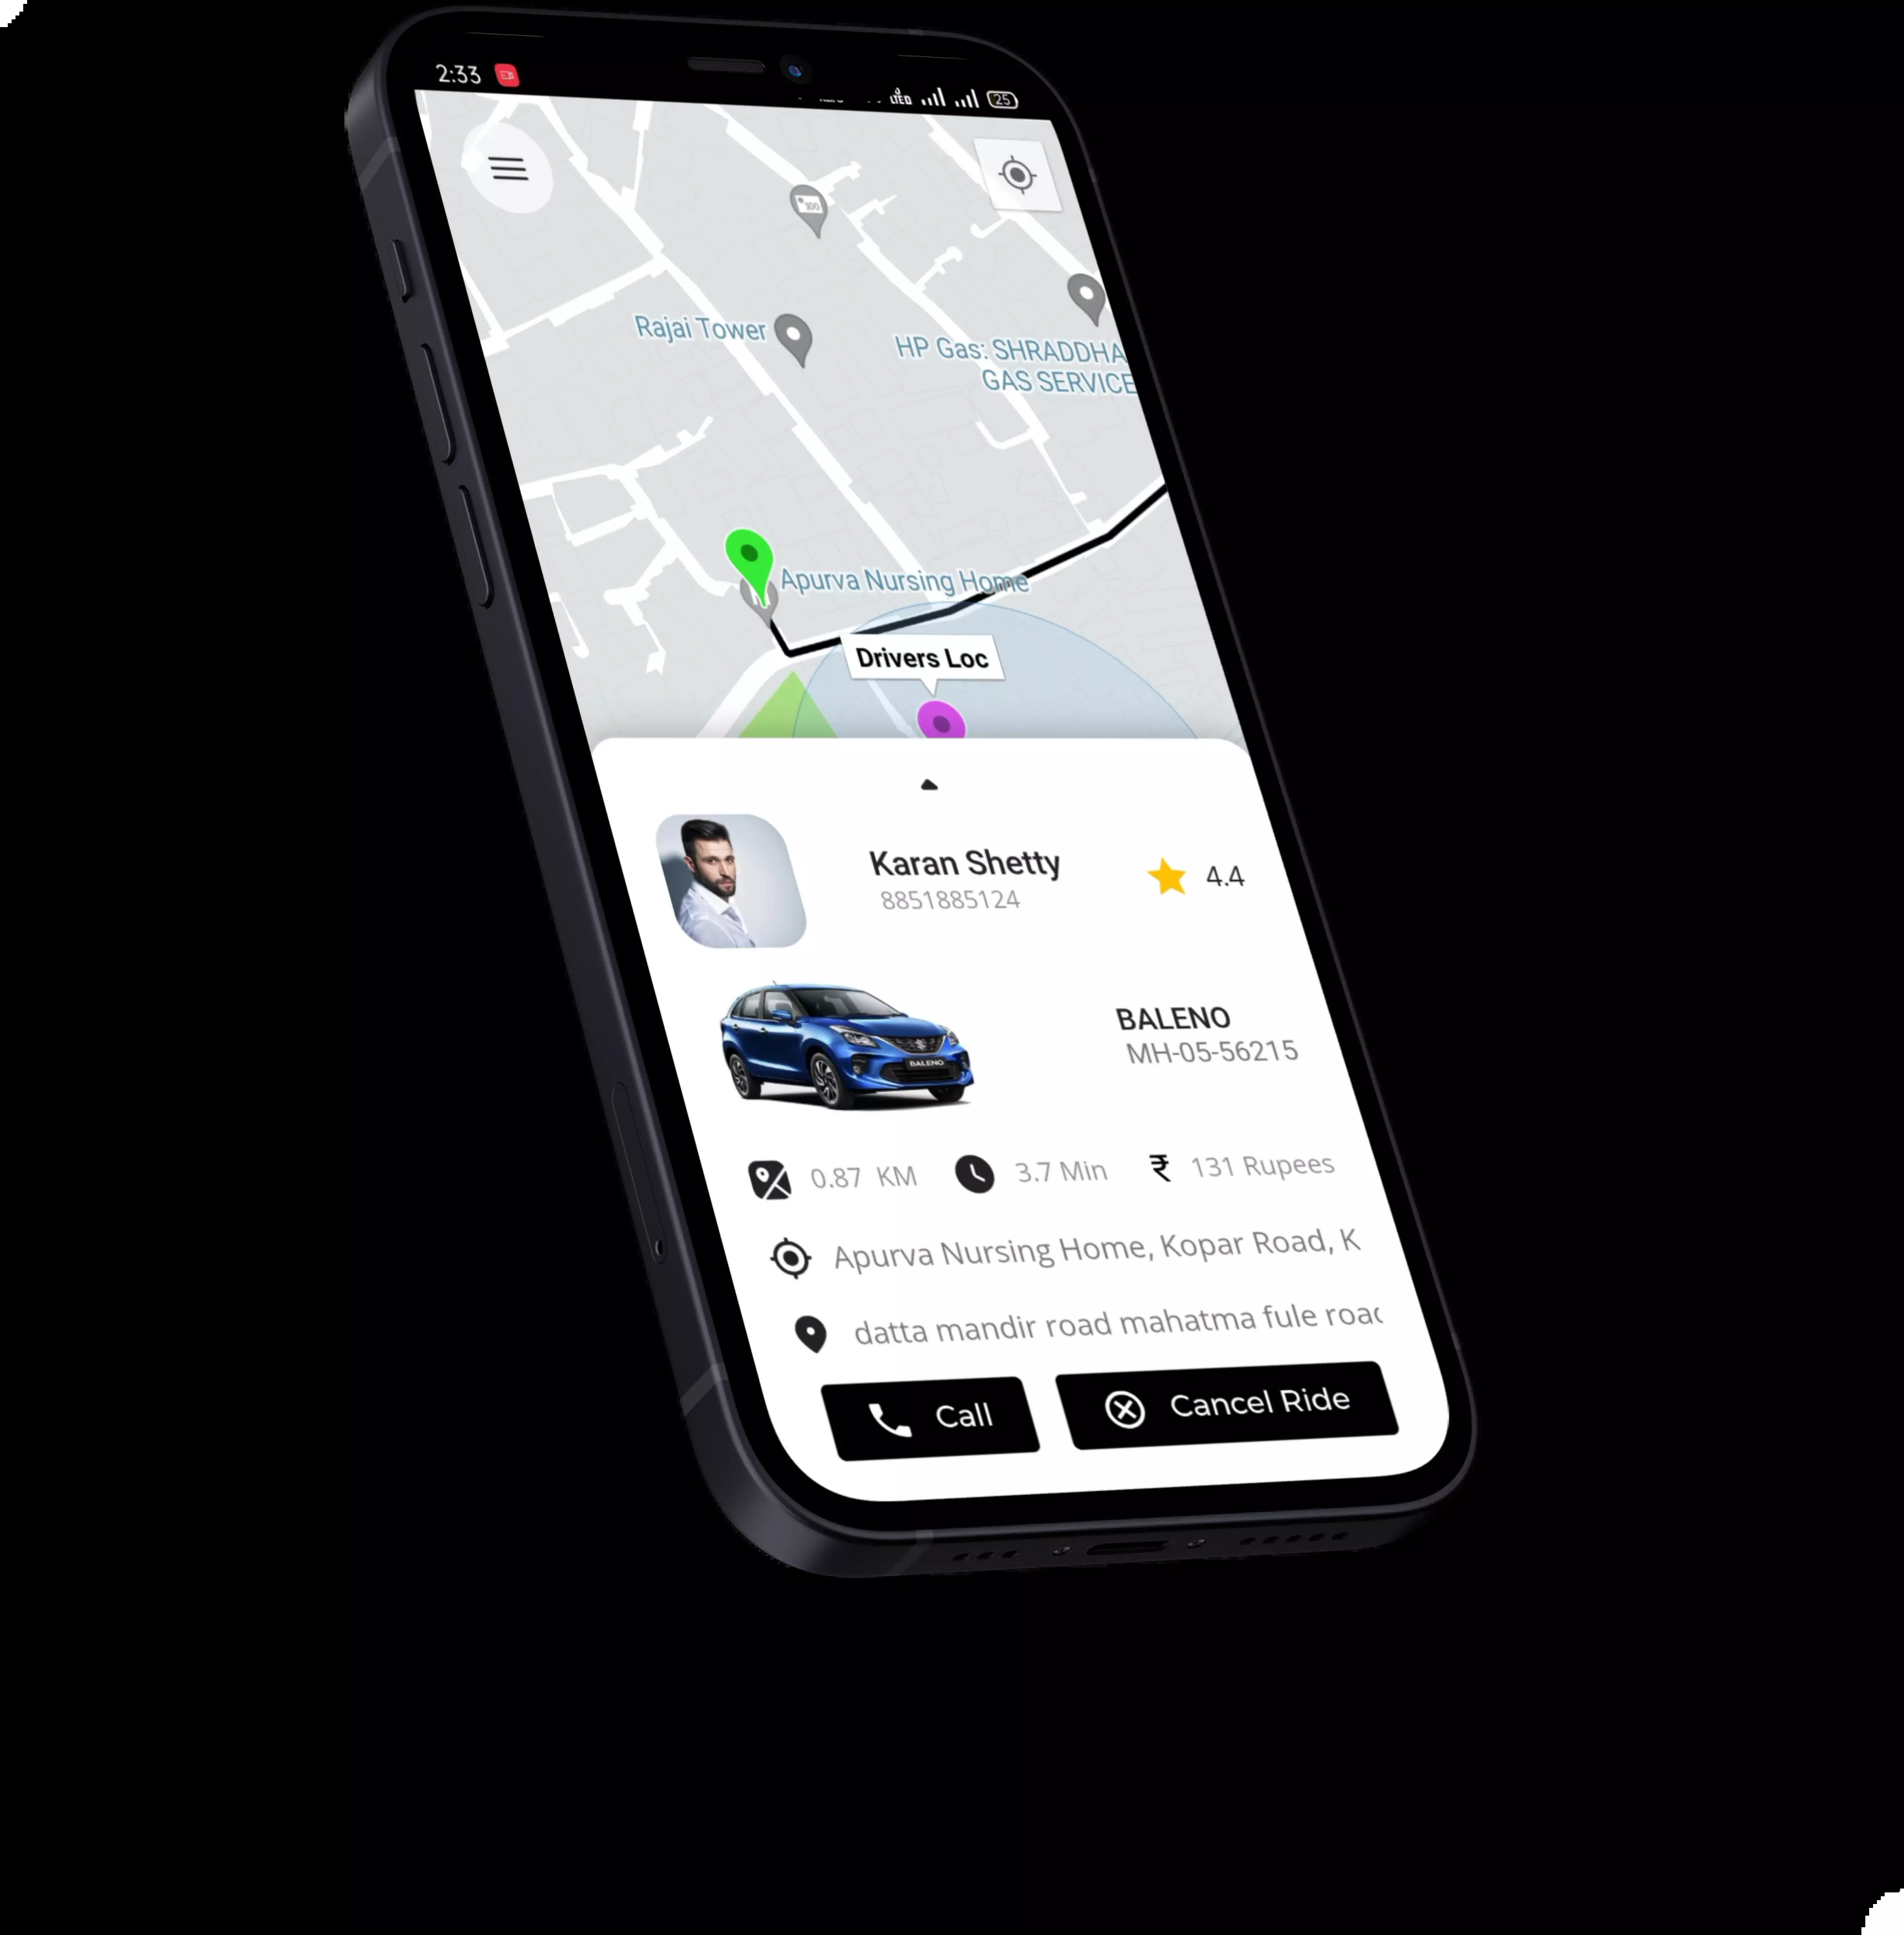 2:33
25
100
Rajai Tower
HP Gas: SHRADDHA
GAS SERVICE
Apurva Nursing Home
Drivers Loc
Karan Shetty
8851885124
4.4
BALENO
BALENO
MH-05-56215
0.87 KM
3.7 Min
₹ 131 Rupees
Apurva Nursing Home, Kopar Road, K
datta mandir road mahatma fule roac
Call
Cancel Ride